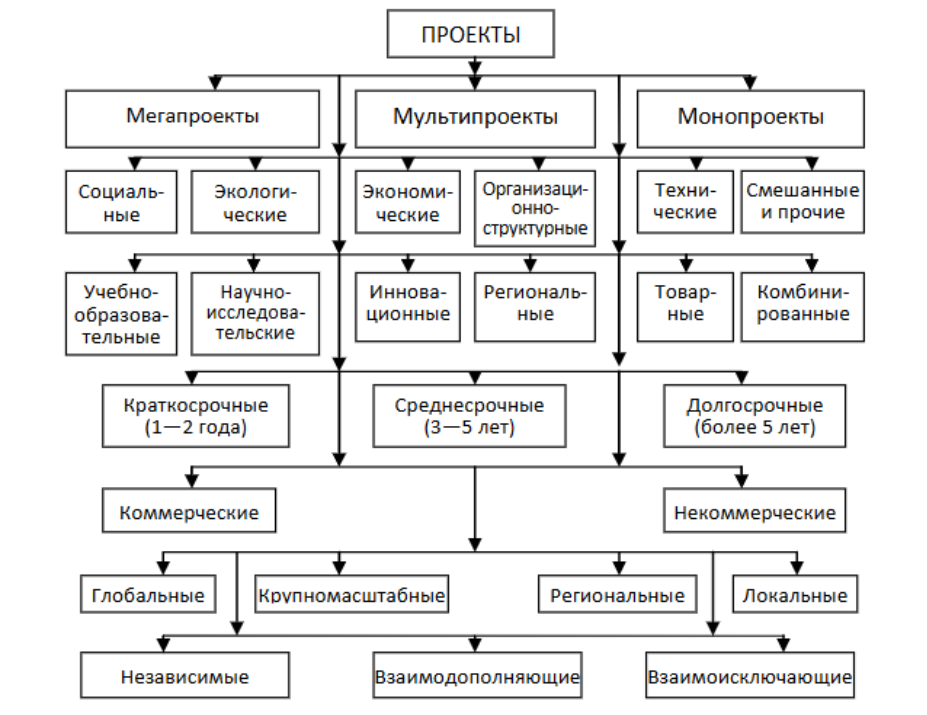 ПРОЕКТЫ
Мегапроекты
Мультипроекты
Монопроекты
Социаль-
ные
Экологи-
ческие
Экономи-
ческие
Организаци-
онно-
структурные
Техни-
ческие
Смешанные
и прочие
Учебно-
образова-
тельные
Научно-
исследова-
тельские
Иннова-
ционные
Региональ-
ные
Товар-
ные
Комбини-
рованные
Краткосрочные
(1—2 года)
Среднесрочные
(3—5 лет)
Долгосрочные
(более 5 лет)
Коммерческие
Некоммерческие
Глобальные
Крупномасштабные
Региональные
Локальные
Независимые
Взаимодополняющие
Взаимоисключающие